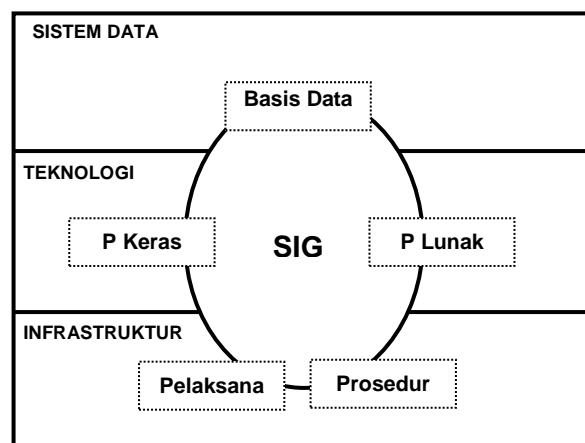 SISTEM DATA
Basis Data
TEKNOLOGI
P Keras
SIG
P Lunak
INFRASTRUKTUR
Pelaksana
Prosedur